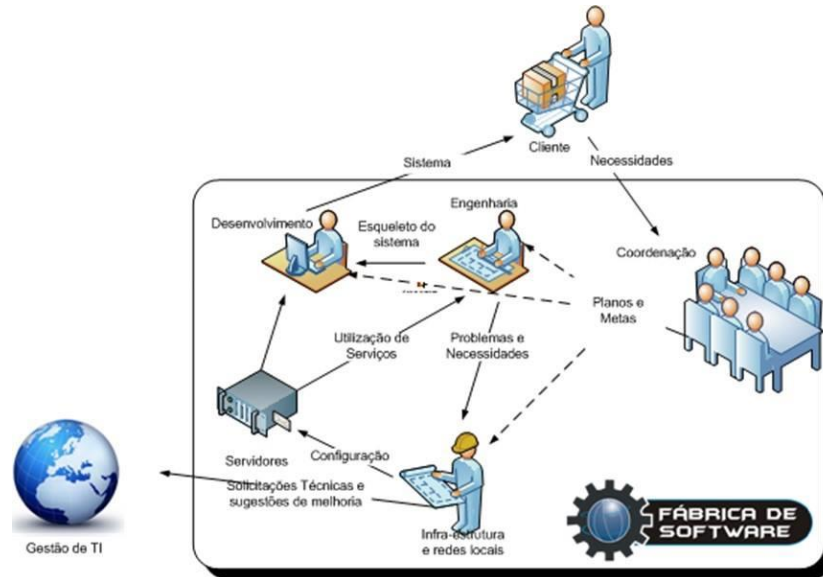 Cliente
Sistema
Necessidades
Engenharia
Desenvolvimento
Esqueleto do
sistema
Coordenação
Planos e
Metas
Utilização de
Serviços
Problemas e
Necessidades
Servidores
Configuração
Solicitações Técnicas e
sugestões de melhoria
Gestão de TI
Infra-estrutura
e redes locais
FÁBRICA DE
SOFTWARE